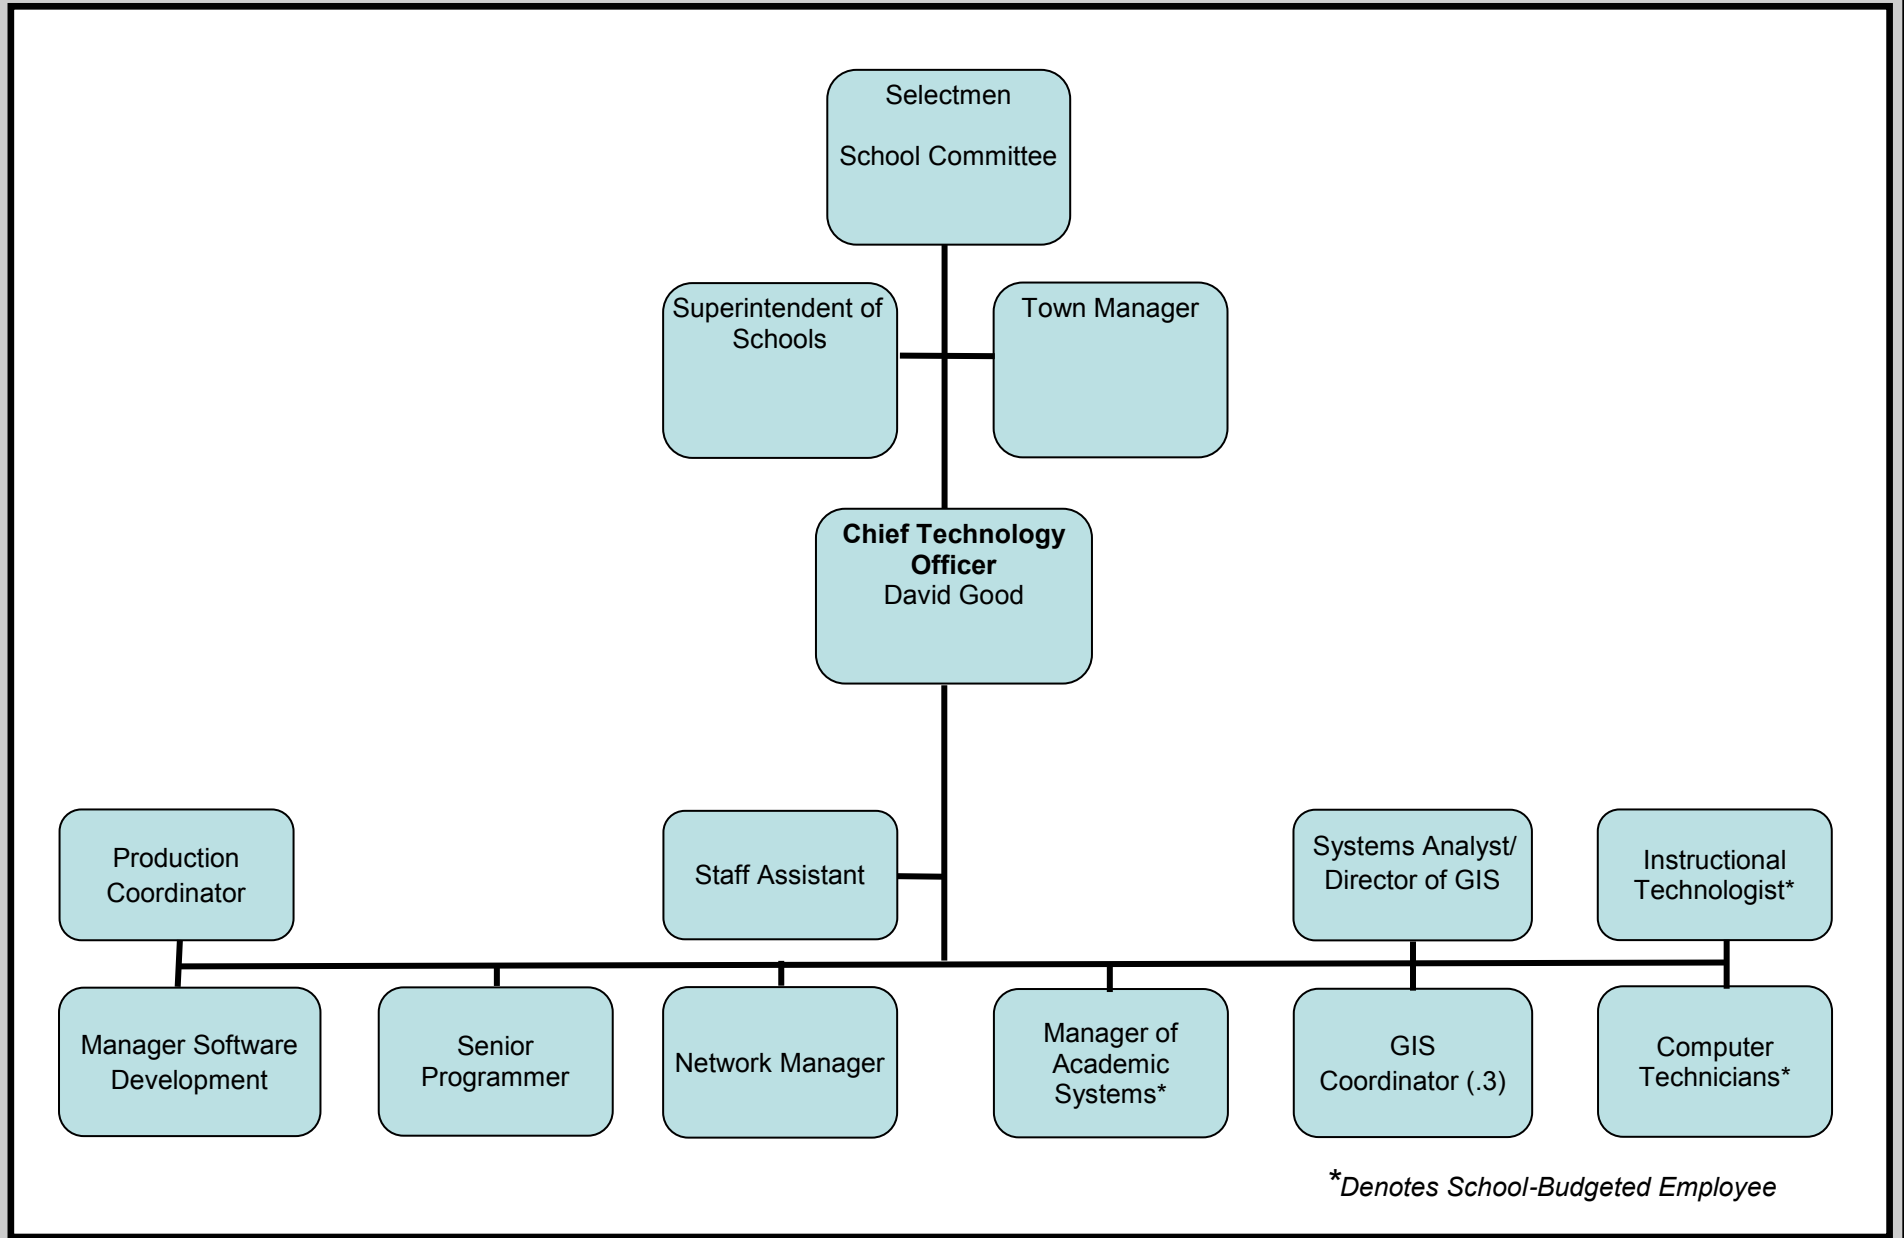 Selectmen
School Committee
Superintendent of
Schools
Town Manager
Chief Technology
Officer
David Good
Production
Coordinator
Staff Assistant
Systems Analyst/
Director of GIS
Instructional
Technologist*
Manager Software
Development
Senior
Programmer
Network Manager
Manager of
Academic
Systems*
GIS
Coordinator (.3)
Computer
Technicians*
*Denotes School-Budgeted Employee